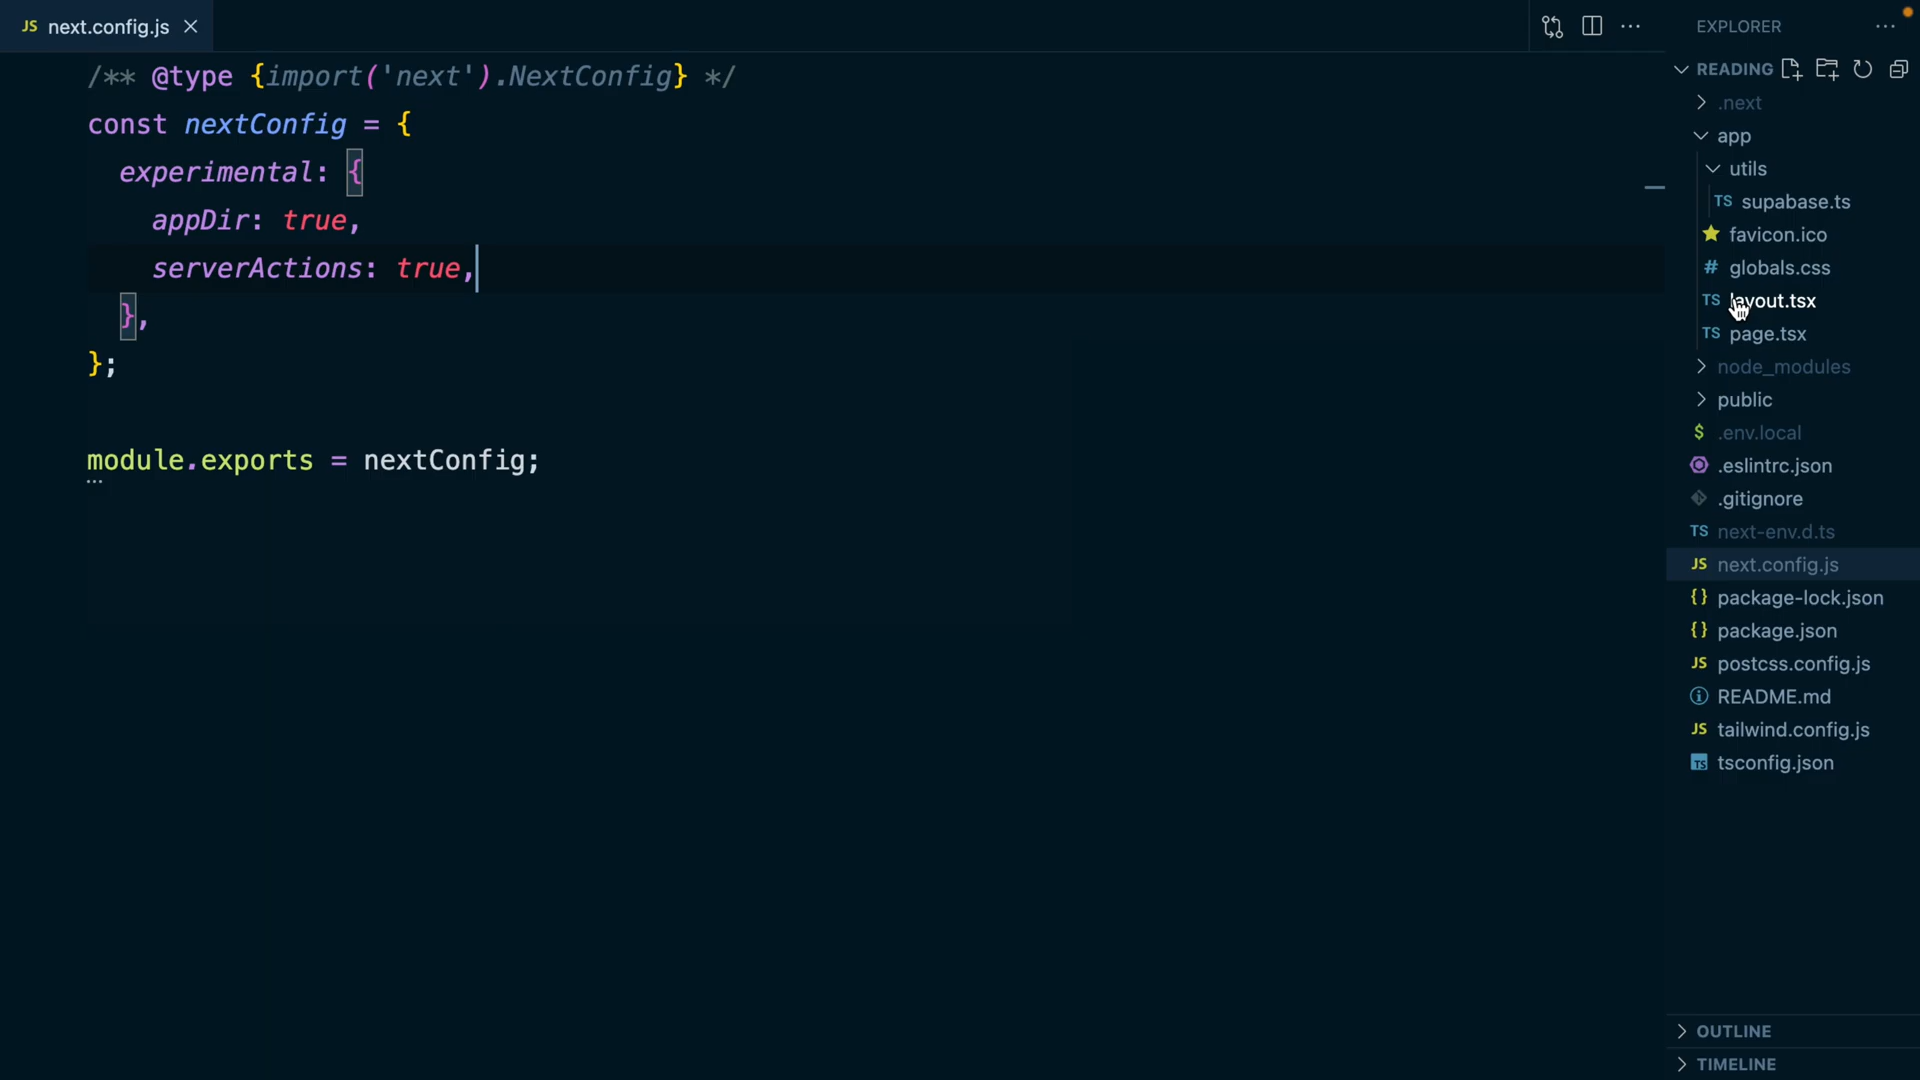 JS next.config.js
/** @type {import('next').NextConfig} */
const nextConfig = {
experimental: {
appDir: true,
serverActions: true,
},
};
module.exports = nextConfig;
EXPLORER
READING
.next
app
utils
TS supabase.ts
favicon.ico
# globals.css
TS layout.tsx
TS page.tsx
node_modules
public
$ .env.local
.eslintrc.json
.gitignore
TS next-env.d.ts
JS next.config.js
{} package-lock.json
{} package.json
JS postcss.config.js
README.md
JS tailwind.config.js
TS tsconfig.json
OUTLINE
TIMELINE